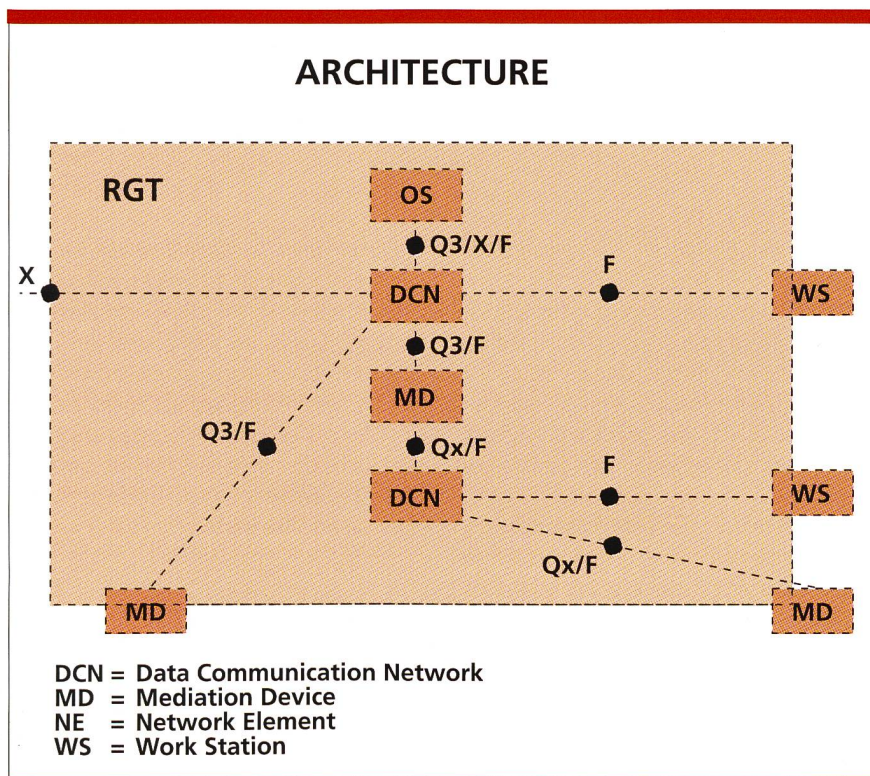 ARCHITECTURE
RGT
OS
Q3/X/F
X
DCN
F
WS
Q3/F
MD
Q3/F
Qx/F
F
DCN
WS
Qx/F
MD
MD
DCN = Data Communication Network
MD = Mediation Device
NE = Network Element
WS = Work Station